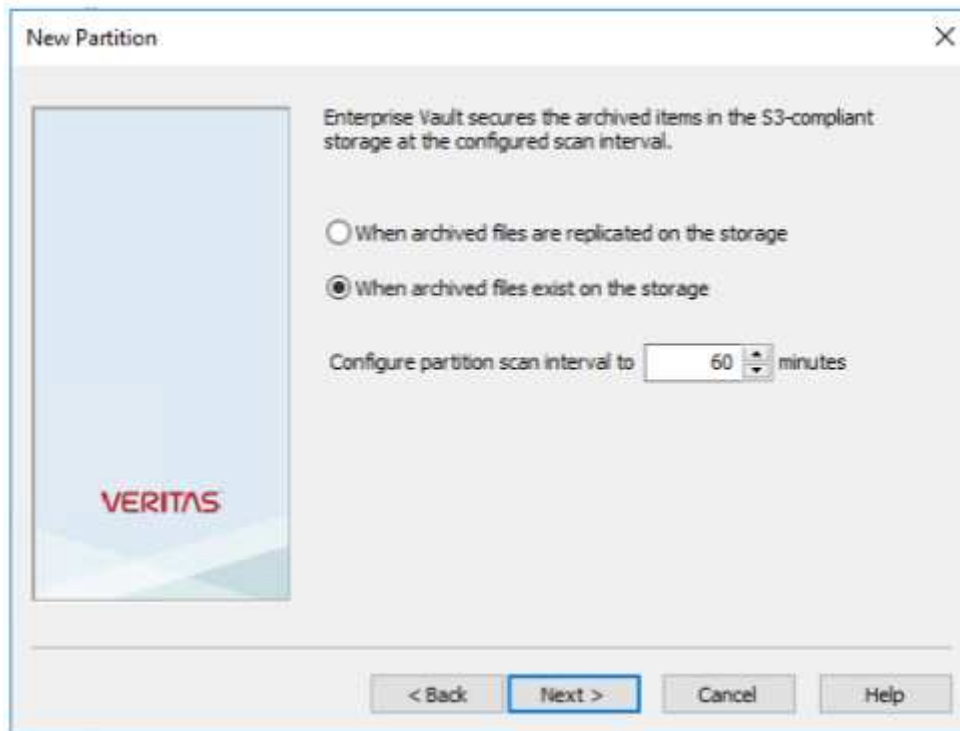 New Partition
Enterprise Vault secures the archived items in the S3-compliant
storage at the configured scan interval.
When archived files are replicated on the storage
When archived files exist on the storage
Configure partition scan interval to 60 minutes
VERITAS
< Back Next > Cancel Help